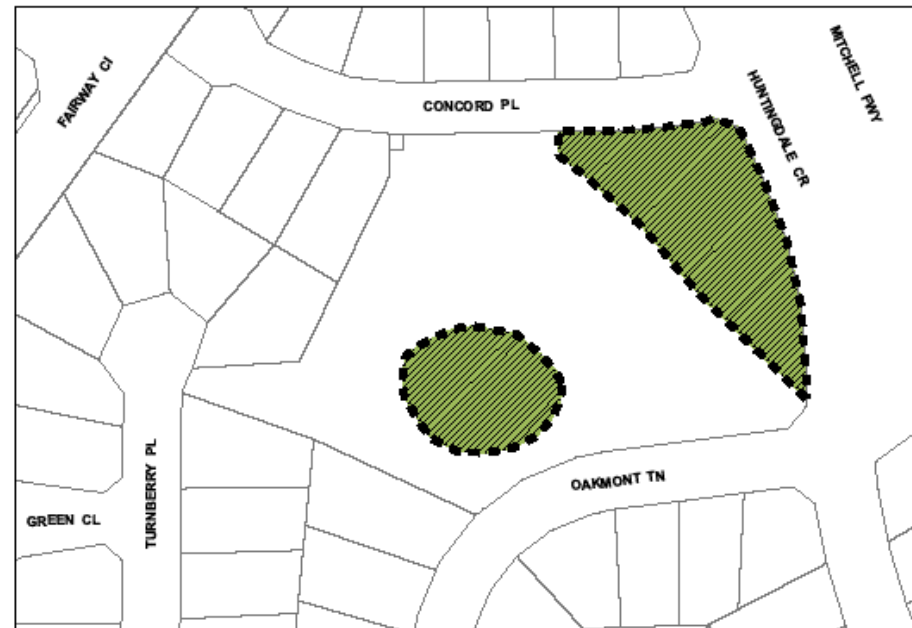 FAIRWAY CI
CONCORD PL
HUNTINGDALE CR
MITCHELL FWY
TURNBERRY PL
GREEN CL
OAKMONT TN